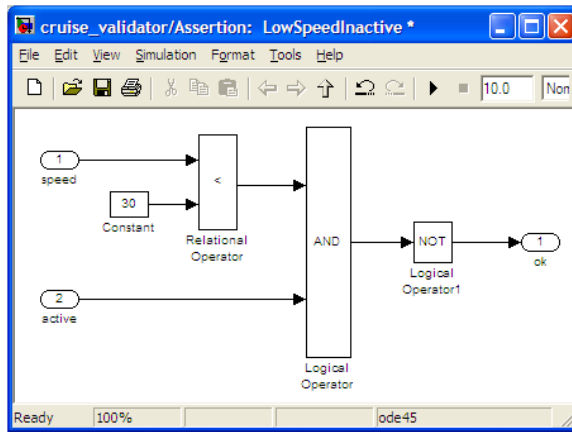 cruise_validator/Assertion: LowSpeedInactive *
File Edit View Simulation Format Tools Help
10.0 Nor
1
speed
30
Constant
<
Relational
Operator
2
active
AND
Logical
Operator
NOT
Logical
Operator1
1
ok
Ready 100% ode45